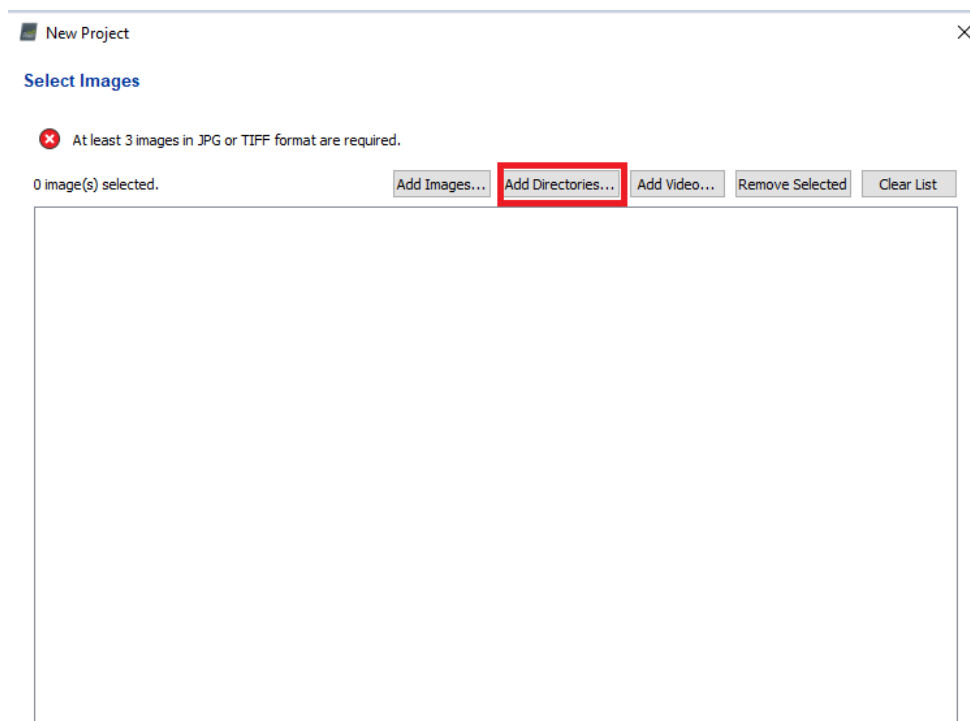 New Project
Select Images
At least 3 images in JPG or TIFF format are required.
0 image(s) selected. Add Images... Add Directories... Add Video... Remove Selected Clear List